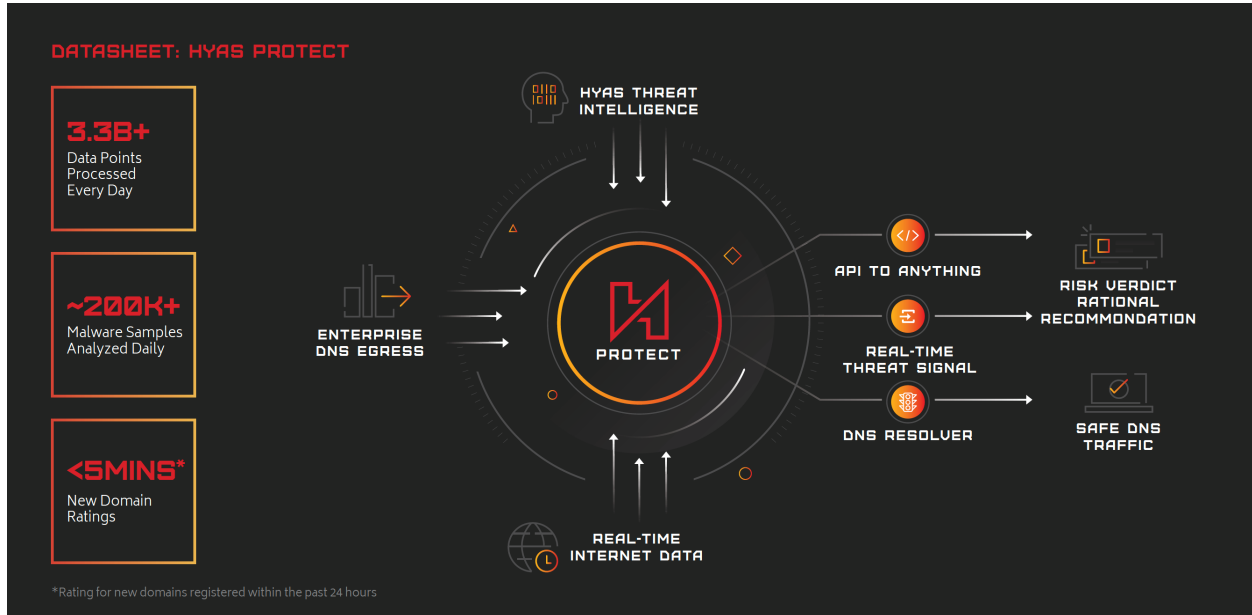 DATASHEET: HYAS PROTECT
3.3B+
Data Points
Processed
Every Day
~200K+
Malware Samples
Analyzed Daily
<5MINS*
New Domain
Ratings
*Rating for new domains registered within the past 24 hours
HYAS THREAT
INTELLIGENCE
ENTERPRISE
DNS EGRESS
PROTECT
REAL-TIME
INTERNET DATA
</>
API TO ANYTHING
REAL-TIME
THREAT SIGNAL
DNS RESOLVER
RISK VERDICT
RATIONAL
RECOMMONDATION
SAFE DNS
TRAFFIC